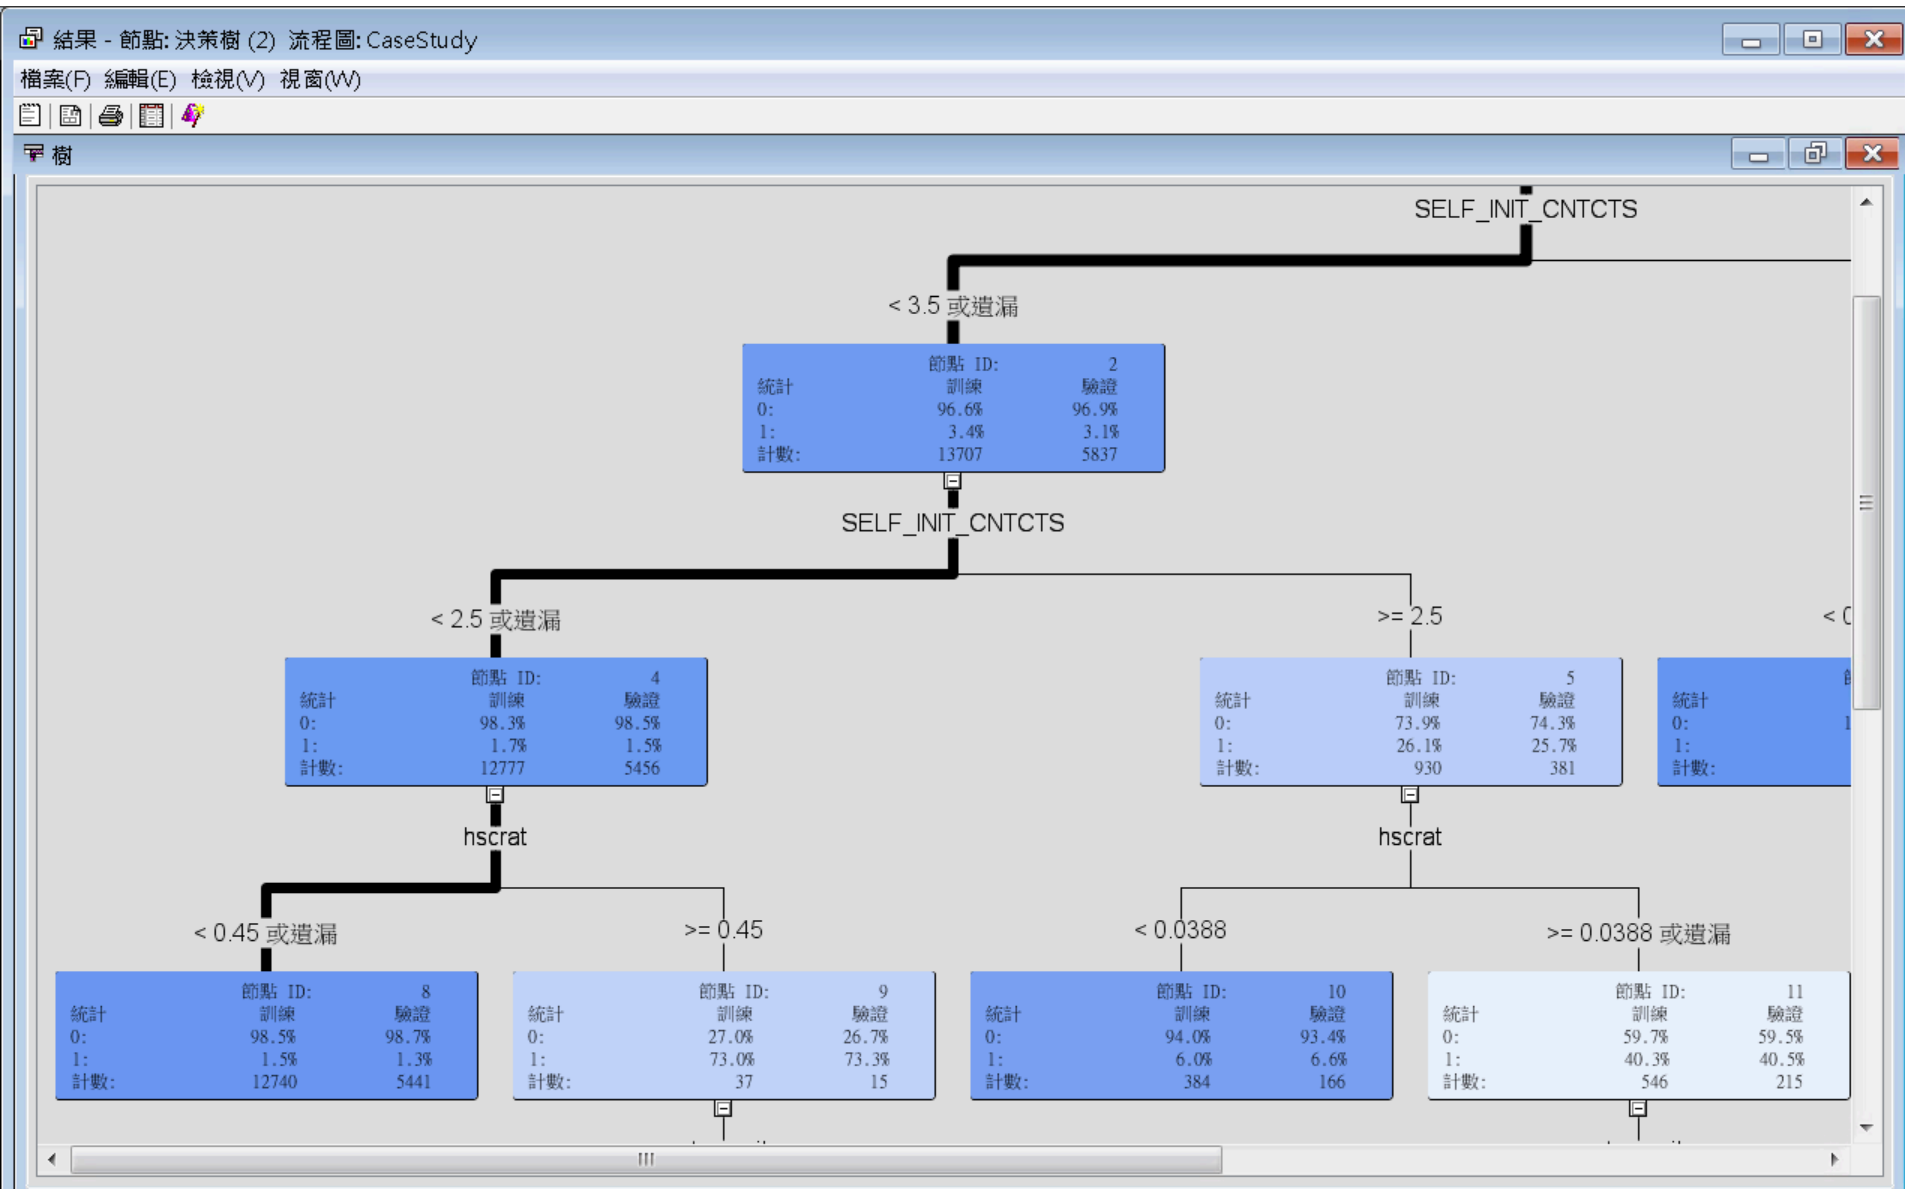 結果 - 節點: 決策樹 (2) 流程圖: CaseStudy
檔案(F) 編輯(E) 檢視(V) 視窗(W)
樹
SELF_INIT_CNTCTS
< 3.5 或遺漏
節點 ID: 2
統計 訓練 驗證
0: 96.6% 96.9%
1: 3.4% 3.1%
計數: 13707 5837
SELF_INIT_CNTCTS
< 2.5 或遺漏
>= 2.5
節點 ID: 4
統計 訓練 驗證
0: 98.3% 98.5%
1: 1.7% 1.5%
計數: 12777 5456
節點 ID: 5
統計 訓練 驗證
0: 73.9% 74.3%
1: 26.1% 25.7%
計數: 930 381
統計
0:
1:
計數:
hscrat
hscrat
< 0.45 或遺漏
>= 0.45
< 0.0388
>= 0.0388 或遺漏
節點 ID: 8
統計 訓練 驗證
0: 98.5% 98.7%
1: 1.5% 1.3%
計數: 12740 5441
節點 ID: 9
統計 訓練 驗證
0: 27.0% 26.7%
1: 73.0% 73.3%
計數: 37 15
節點 ID: 10
統計 訓練 驗證
0: 94.0% 93.4%
1: 6.0% 6.6%
計數: 384 166
節點 ID: 11
統計 訓練 驗證
0: 59.7% 59.5%
1: 40.3% 40.5%
計數: 546 215